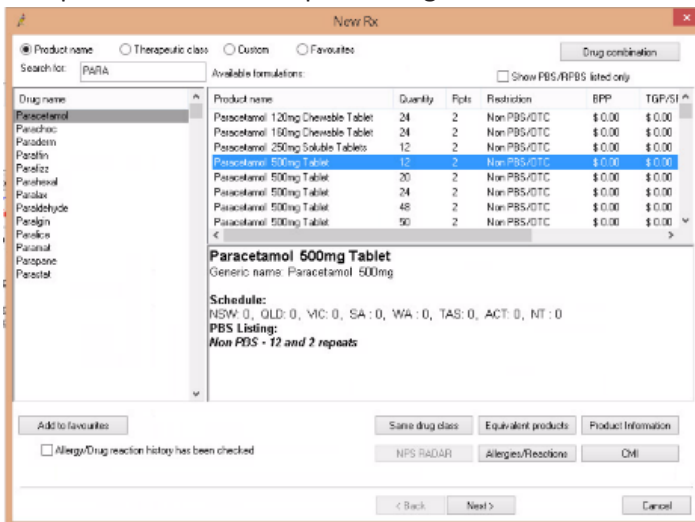 New Rx
Product name Therapeutic class Custom Favourites Drug combination
Search for: PARA Available formulations: Show PBS/RPBS listed only
Drug name
Paracetamol
Parachoc
Paraderm
Paraffin
Parafizz
Parahexal
Paralax
Paraldehyde
Paralgin
Paralice
Paramat
Parapane
Parastat
Product name Quantity Rpts Restriction BPP TGP/SI
Paracetamol 120mg Chewable Tablet 24 2 Non PBS/OTC $ 0.00 $ 0.00
Paracetamol 160mg Chewable Tablet 24 2 Non PBS/OTC $ 0.00 $ 0.00
Paracetamol 250mg Soluble Tablets 12 2 Non PBS/OTC $ 0.00 $ 0.00
Paracetamol 500mg Tablet 12 2 Non PBS/OTC $ 0.00 $ 0.00
Paracetamol 500mg Tablet 20 2 Non PBS/OTC $ 0.00 $ 0.00
Paracetamol 500mg Tablet 24 2 Non PBS/OTC $ 0.00 $ 0.00
Paracetamol 500mg Tablet 48 2 Non PBS/OTC $ 0.00 $ 0.00
Paracetamol 500mg Tablet 50 2 Non PBS/OTC $ 0.00 $ 0.00
Paracetamol 500mg Tablet
Generic name: Paracetamol 500mg
Schedule:
NSW: 0, QLD: 0, VIC: 0, SA : 0, WA : 0, TAS: 0, ACT: 0, NT : 0
PBS Listing:
Non PBS - 12 and 2 repeats
Add to favourites Same drug class Equivalent products Product Information
Allergy/Drug reaction history has been checked NPS RADAR Allergies/Reactions CMI
< Back Next > Cancel